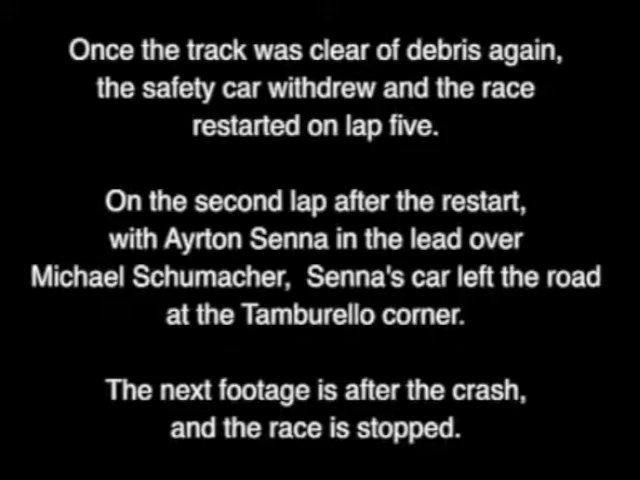 Once the track was clear of debris again,
the safety car withdrew and the race
restarted on lap five.
On the second lap after the restart,
with Ayrton Senna in the lead over
Michael Schumacher,  Senna's car left the road
at the Tamburello corner.
The next footage is after the crash,
and the race is stopped.